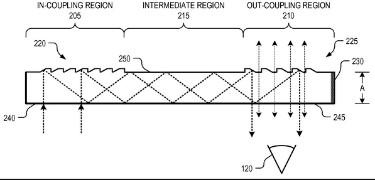 IN-COUPLING REGION INTERMEDIATE REGION OUT-COUPLING REGION
205 215 210
220 225
250 230
A
240 245
120